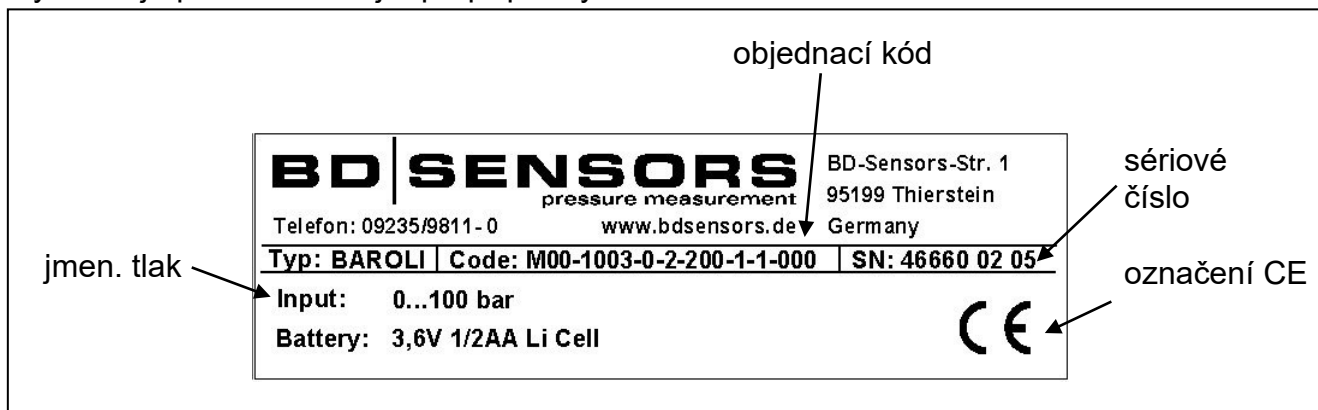 objednací kód
BD SENSORS
pressure measurement
BD-Sensors-Str. 1
95199 Thierstein
Telefon: 09235/9811-0 www.bdsensors.de Germany
sériové
číslo
jmen. tlak
Typ: BAROLI Code: M00-1003-0-2-200-1-1-000 SN: 46660 02 05
označení CE
Input: 0...100 bar
Battery: 3,6V 1/2AA Li Cell
CE